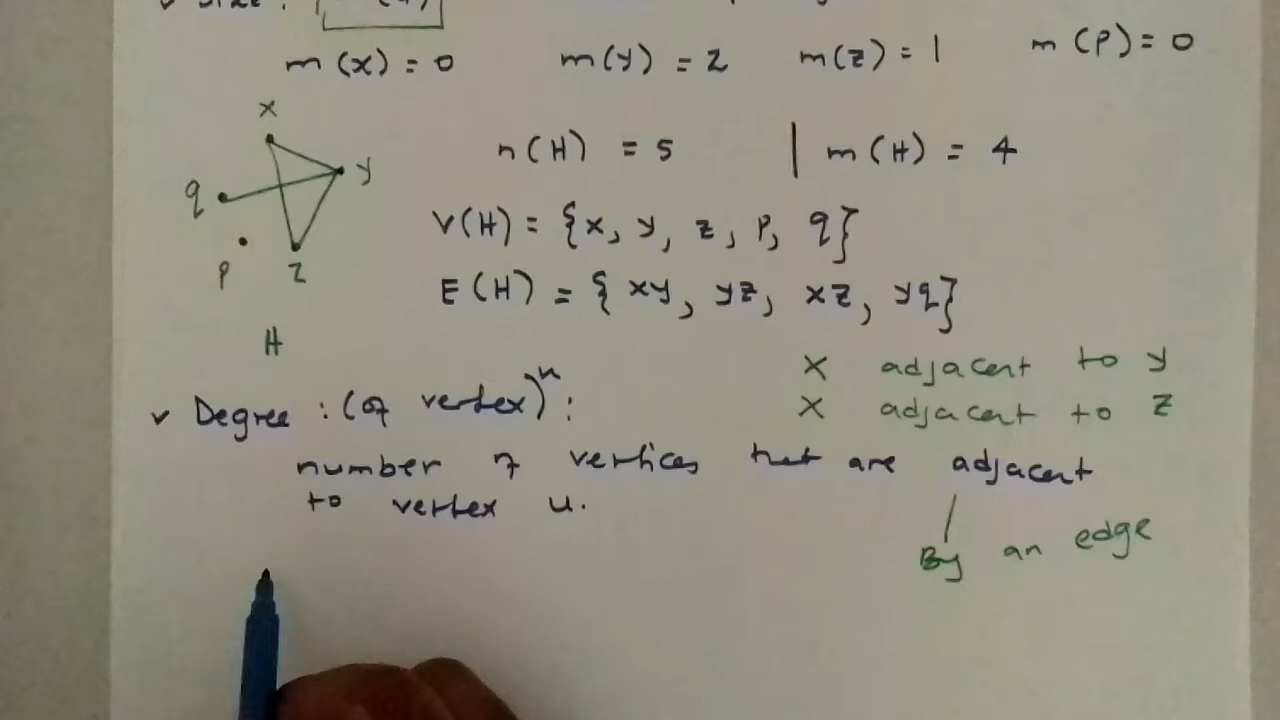 Size :
m (x) = 0 m (y) = 2 m (z) = 1 m (p) = 0
x
y
q
p
z
H
n (H) = 5 | m (H) = 4
V (H) = {x, y, z, p, q}
E (H) = { xy, yz, xz, yq}
x adjacent to y
x adjacent to z
✓ Degree : (of vertex)ᵘ :
number of vertices that are adjacent
to vertex u.
By an edge